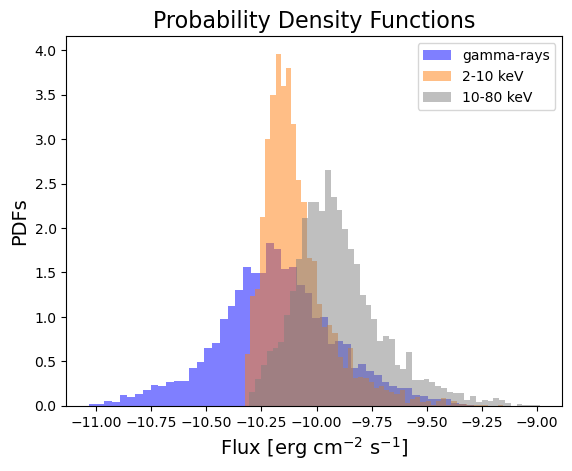 Probability Density Functions
gamma-rays
2-10 keV
10-80 keV
PDFs
4.0
3.5
3.0
2.5
2.0
1.5
1.0
0.5
0.0
−11.00 −10.75 −10.50 −10.25 −10.00 −9.75 −9.50 −9.25 −9.00
Flux [erg cm⁻² s⁻¹]